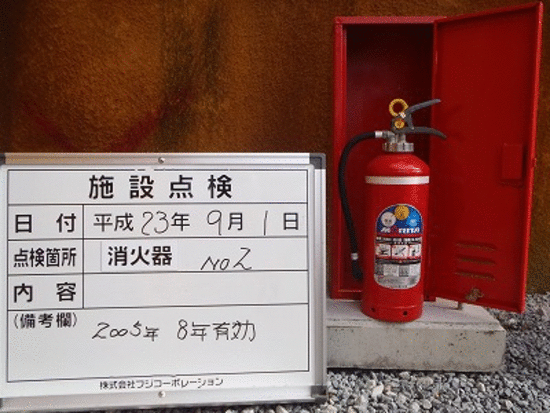 施設点検
日付 平成23年 9月 1日
点検箇所 消火器 No2
内容
(備考欄) 2005年 8年有効
株式会社フジコーポレーション
MORITA